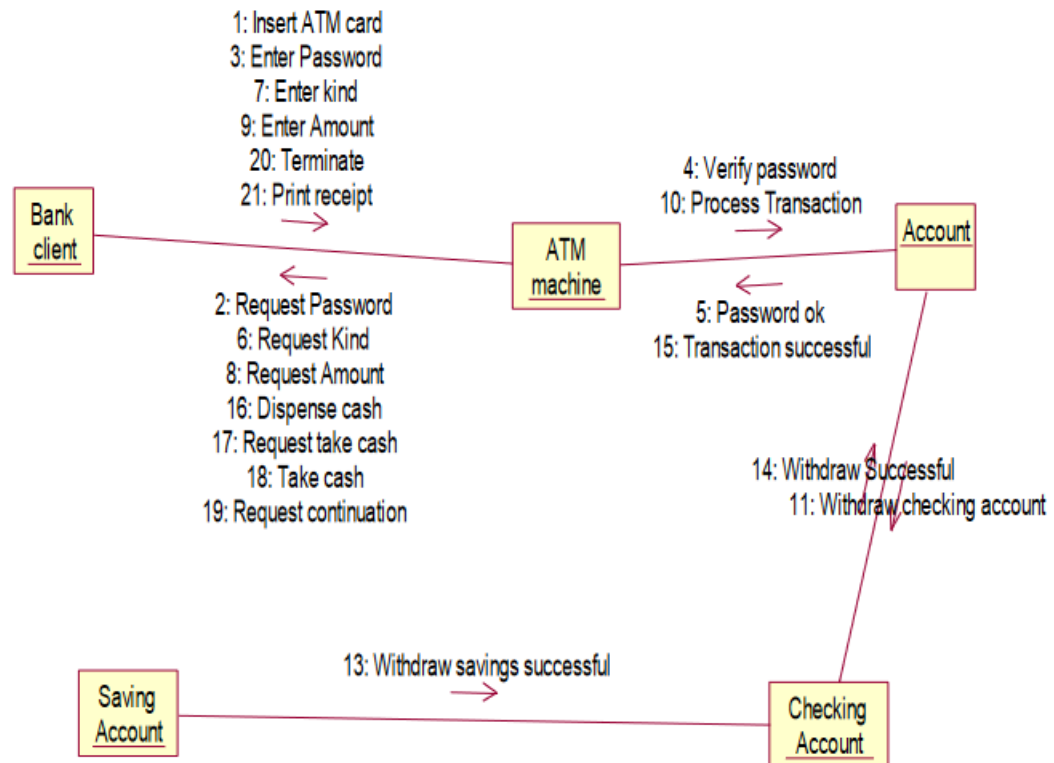 1: Insert ATM card
3: Enter Password
7: Enter kind
9: Enter Amount
20: Terminate
21: Print receipt
Bank
client
2: Request Password
6: Request Kind
8: Request Amount
16: Dispense cash
17: Request take cash
18: Take cash
19: Request continuation
ATM
machine
4: Verify password
10: Process Transaction
5: Password ok
15: Transaction successful
Account
14: Withdraw Successful
11: Withdraw checking account
13: Withdraw savings successful
Saving
Account
Checking
Account